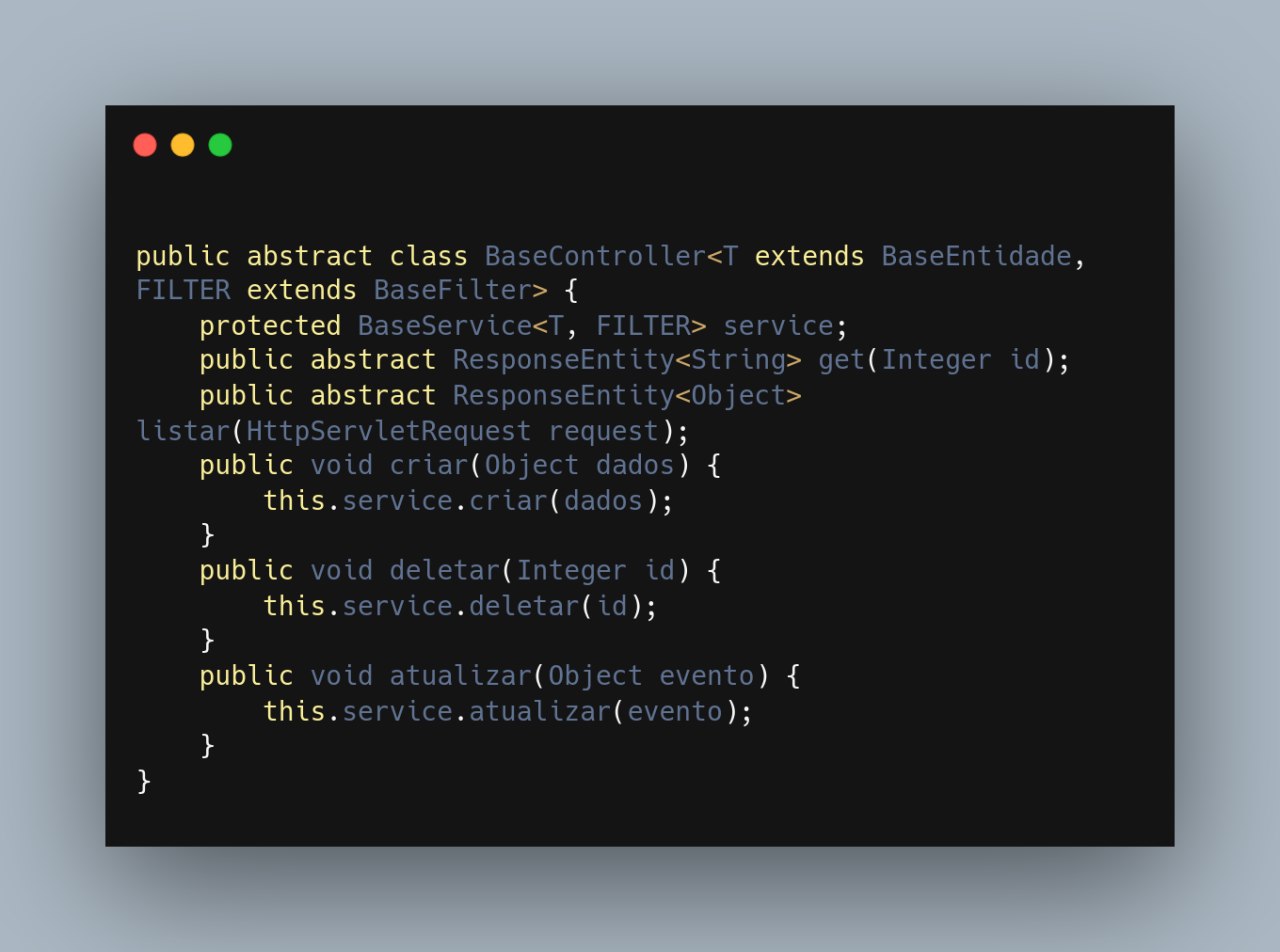 public abstract class BaseController<T extends BaseEntidade,
FILTER extends BaseFilter> {
    protected BaseService<T, FILTER> service;
    public abstract ResponseEntity<String> get(Integer id);
    public abstract ResponseEntity<Object>
listar(HttpServletRequest request);
    public void criar(Object dados) {
        this.service.criar(dados);
    }
    public void deletar(Integer id) {
        this.service.deletar(id);
    }
    public void atualizar(Object evento) {
        this.service.atualizar(evento);
    }
}